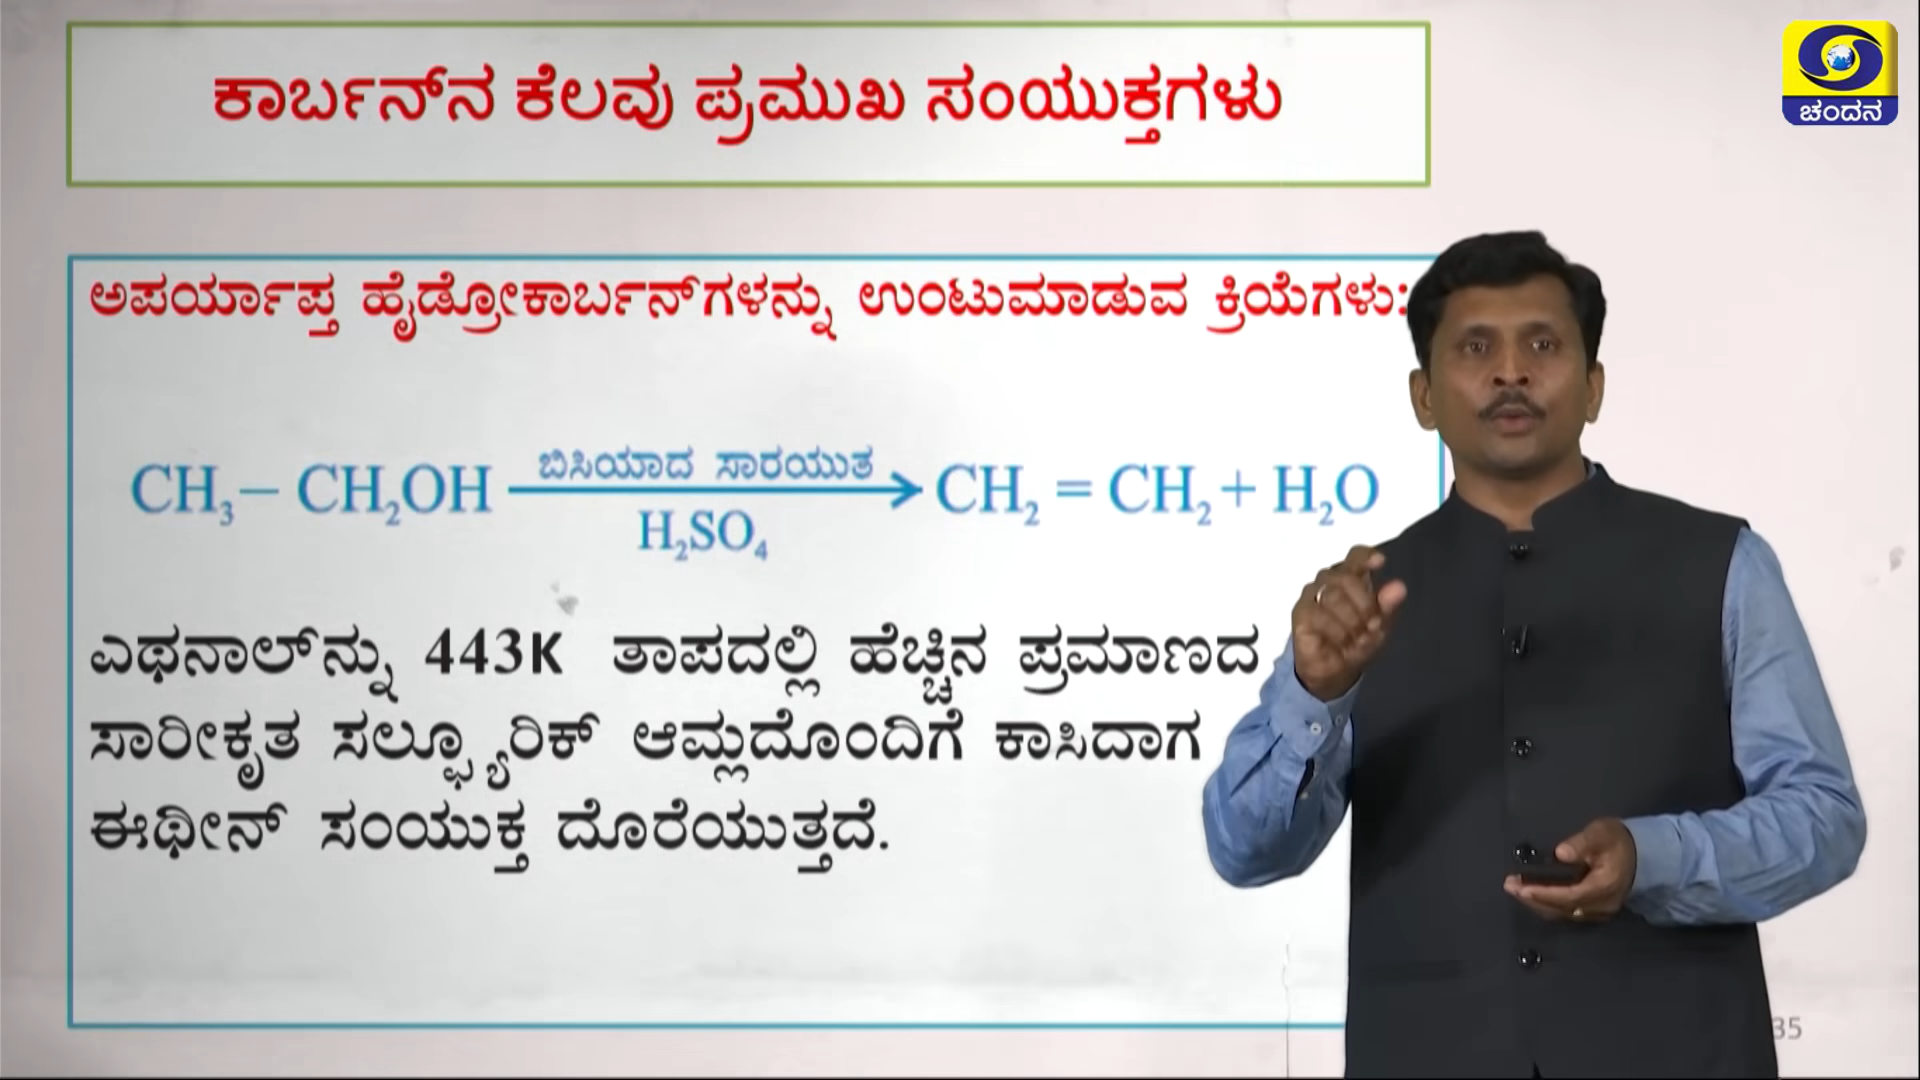 ಕಾರ್ಬನ್‌ನ ಕೆಲವು ಪ್ರಮುಖ ಸಂಯುಕ್ತಗಳು
ಚಂದನ
ಅಪರ್ಯಾಪ್ತ ಹೈಡ್ರೋಕಾರ್ಬನ್‌ಗಳನ್ನು ಉಂಟುಮಾಡುವ ಕ್ರಿಯೆಗಳು:
ಬಿಸಿಯಾದ ಸಾರಯುತ
CH₃– CH₂OH → CH₂ = CH₂ + H₂O
H₂SO₄
ಎಥನಾಲ್‌ನ್ನು 443K ತಾಪದಲ್ಲಿ ಹೆಚ್ಚಿನ ಪ್ರಮಾಣದ
ಸಾರೀಕೃತ ಸಲ್ಫ್ಯೂರಿಕ್ ಆಮ್ಲದೊಂದಿಗೆ ಕಾಸಿದಾಗ
ಈಥೀನ್ ಸಂಯುಕ್ತ ದೊರೆಯುತ್ತದೆ.
35